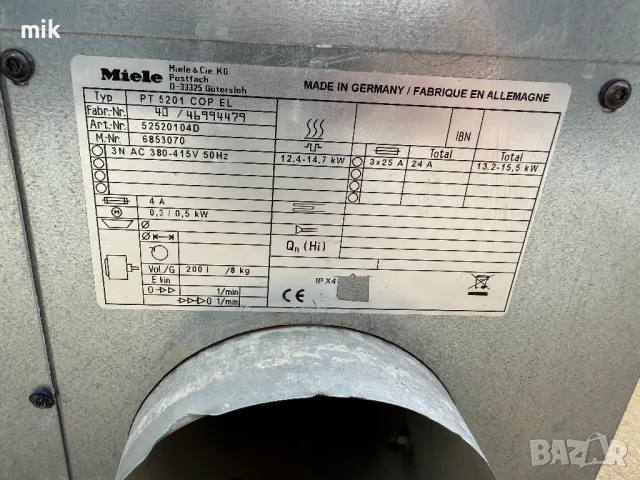 mik
Miele
Miele & Cie. KG
Postfach
D-33325 Gütersloh
MADE IN GERMANY / FABRIQUE EN ALLEMAGNE
Typ PT 5201 COP EL
Fabr.-Nr. 40 / 46994479
Art.-Nr. 52520104D
M.-Nr. 6853070
IBN
3N AC 380-415V 50Hz
12,4-14,7 kW
Total Total
3x25 A 24 A 13,2-15,5 kW
4 A
M 0,3 / 0,5 kW
Ø
Ø
Qn (Hi)
Vol./G 200 l /8 kg
E kin
0 1/min
0 1/min
IP X4
CE
BAZAR